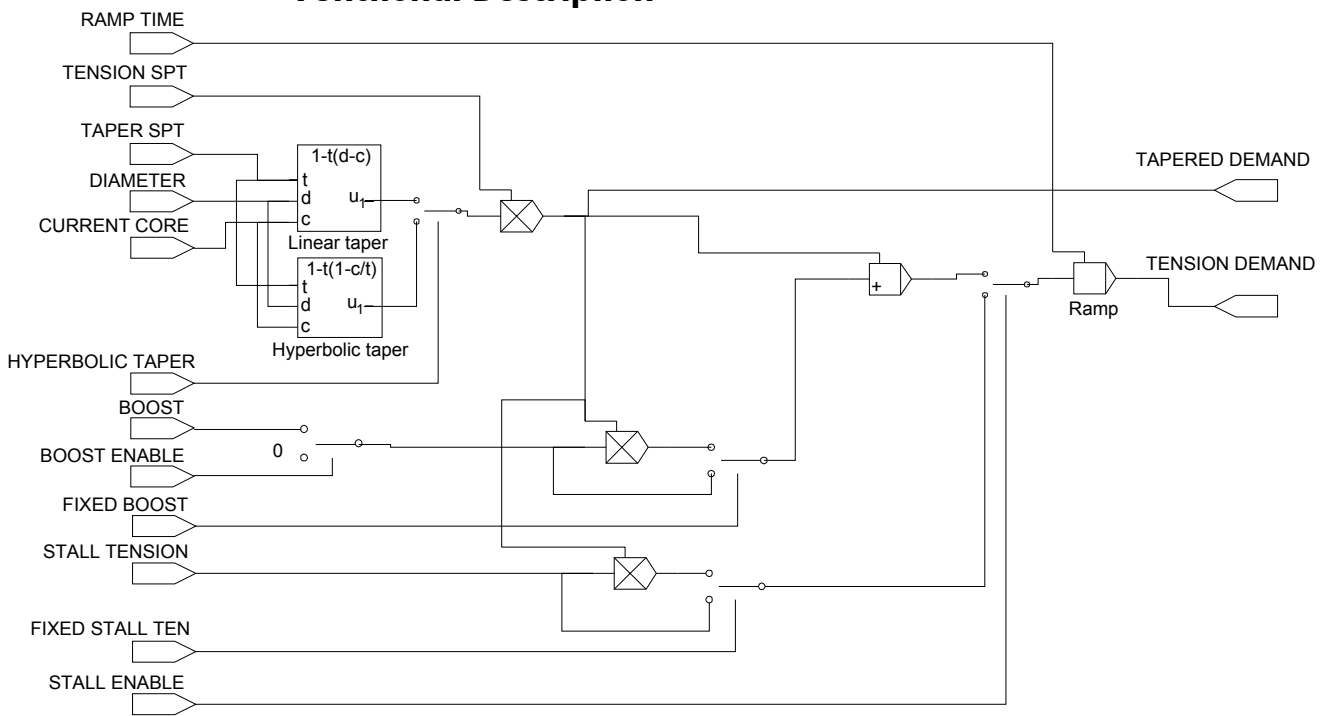 Functional Description
RAMP TIME
TENSION SPT
TAPER SPT
DIAMETER
CURRENT CORE
1-t(d-c)
t
d
c
u1
Linear taper
1-t(1-c/t)
t
d
c
u1
Hyperbolic taper
HYPERBOLIC TAPER
BOOST
0
BOOST ENABLE
FIXED BOOST
STALL TENSION
FIXED STALL TEN
STALL ENABLE
+
Ramp
TAPERED DEMAND
TENSION DEMAND